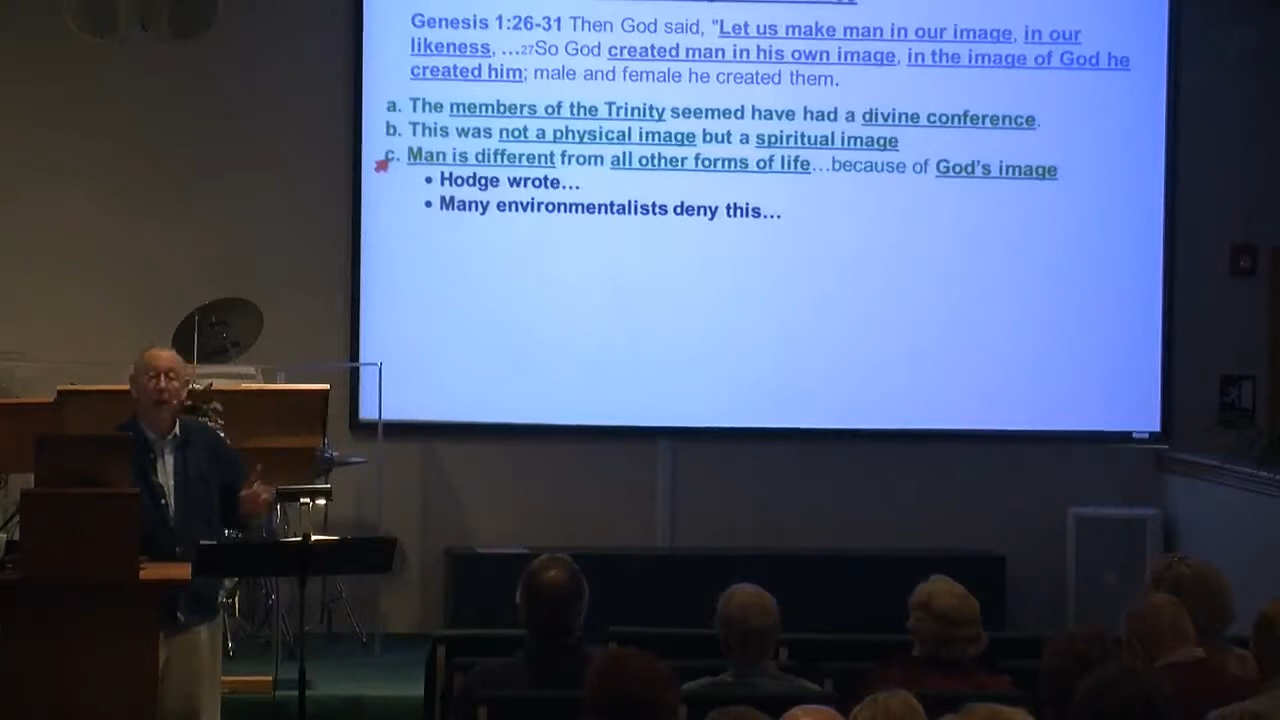 Genesis 1:26-31 Then God said, "Let us make man in our image, in our
likeness, …27So God created man in his own image, in the image of God he
created him; male and female he created them.
a. The members of the Trinity seemed have had a divine conference.
b. This was not a physical image but a spiritual image
c. Man is different from all other forms of life…because of God's image
• Hodge wrote…
• Many environmentalists deny this…